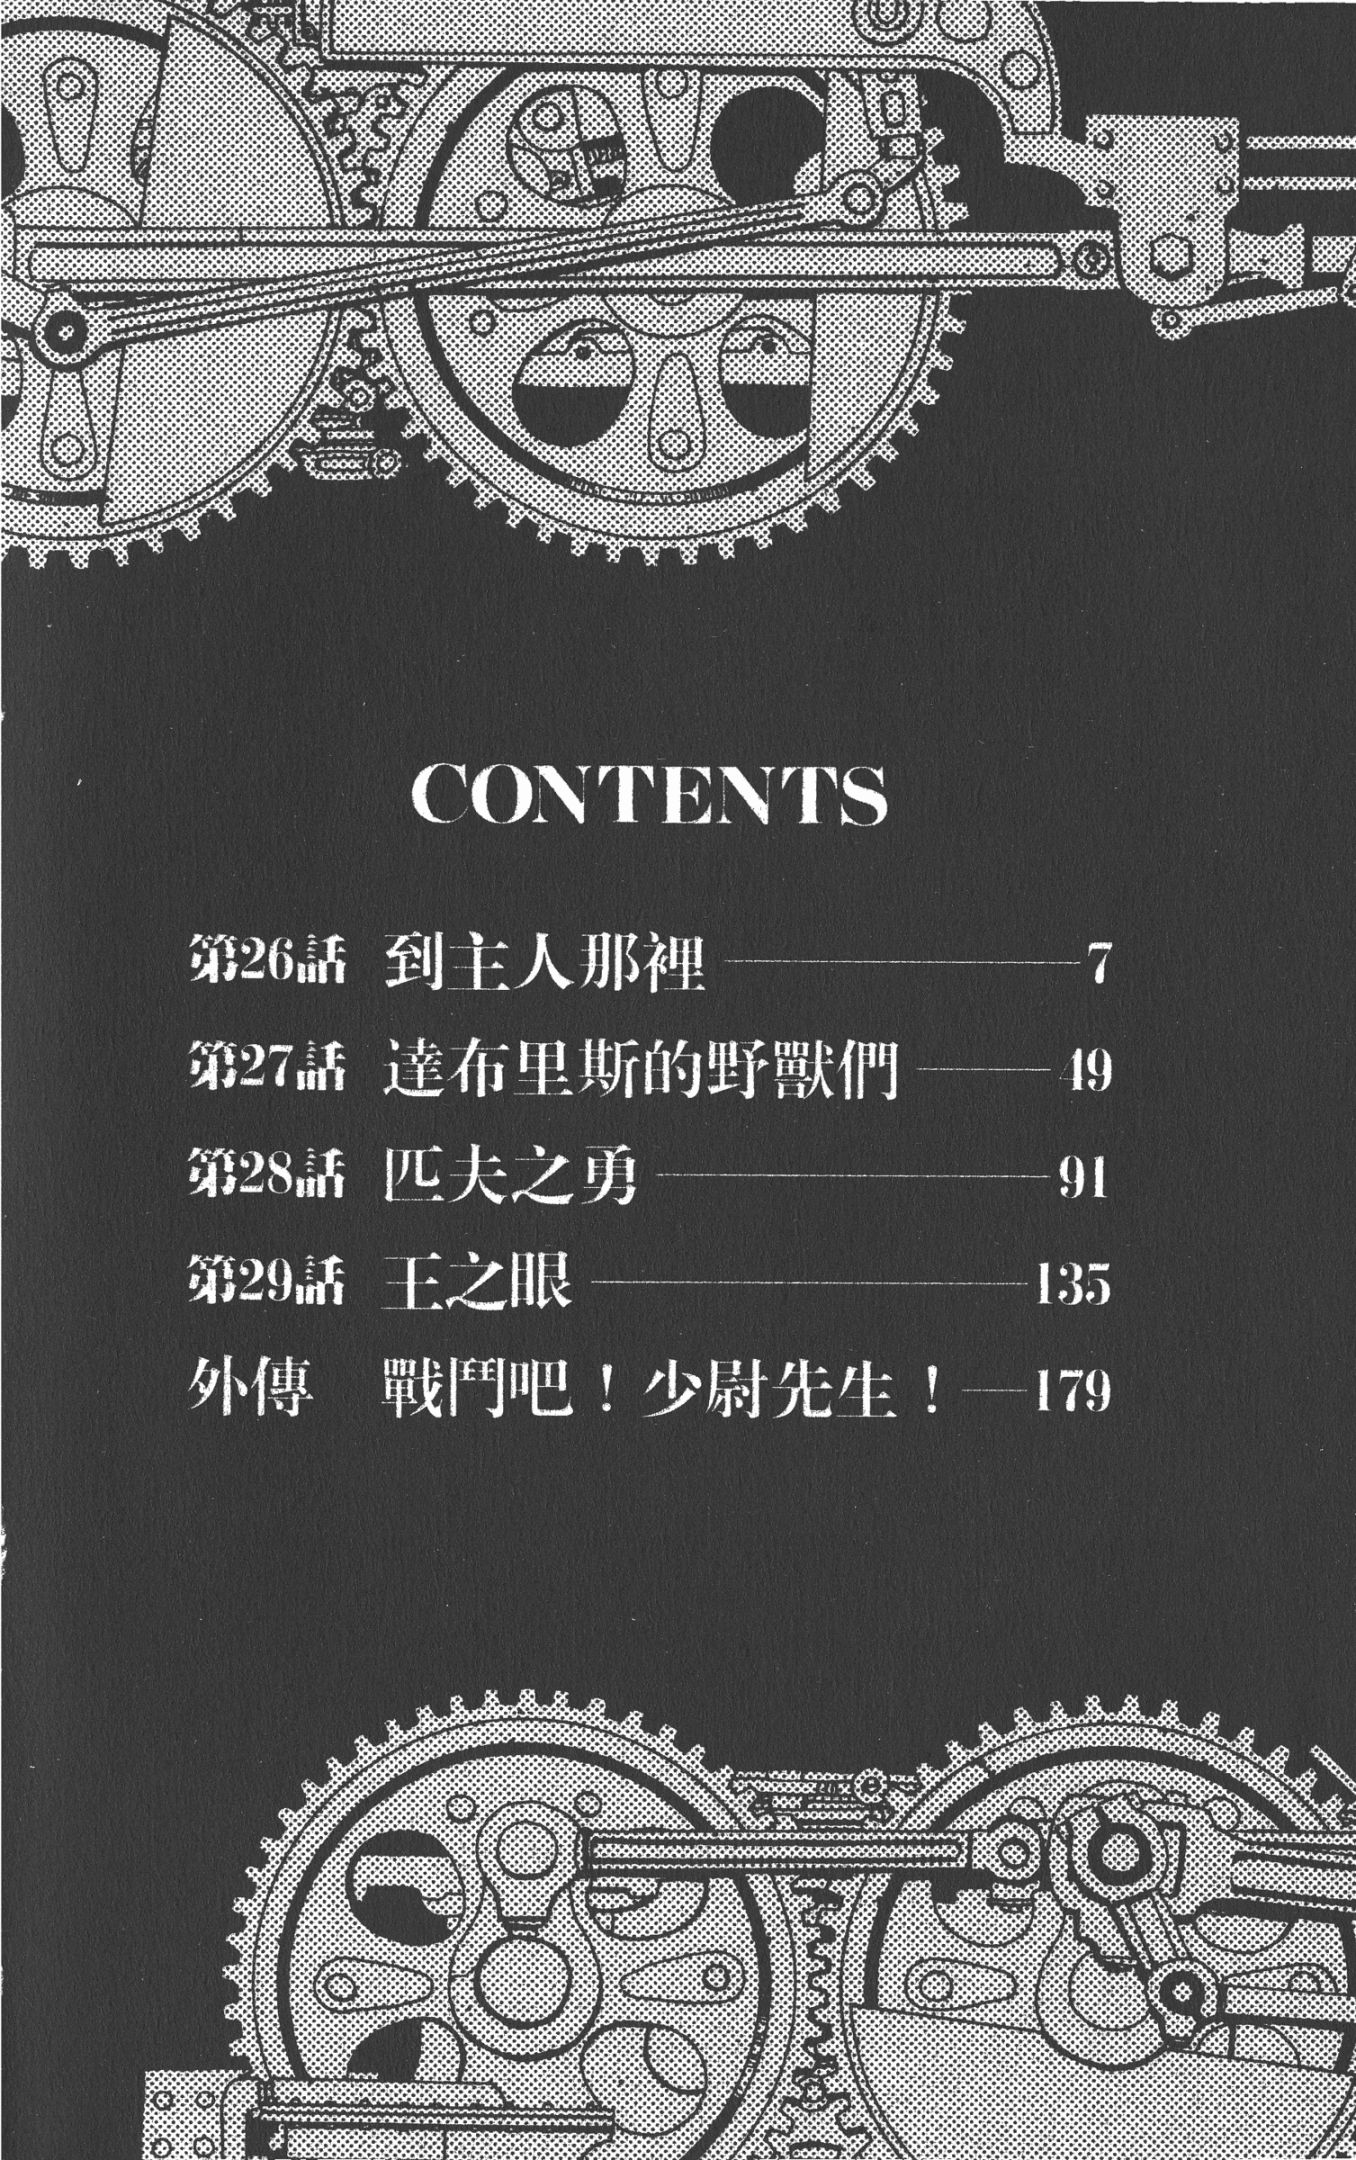 CONTENTS
第26話 到主人那裡 7
第27話 達布里斯的野獸們 49
第28話 匹夫之勇 91
第29話 王之眼 135
外傳 戰鬥吧！少尉先生！ 179